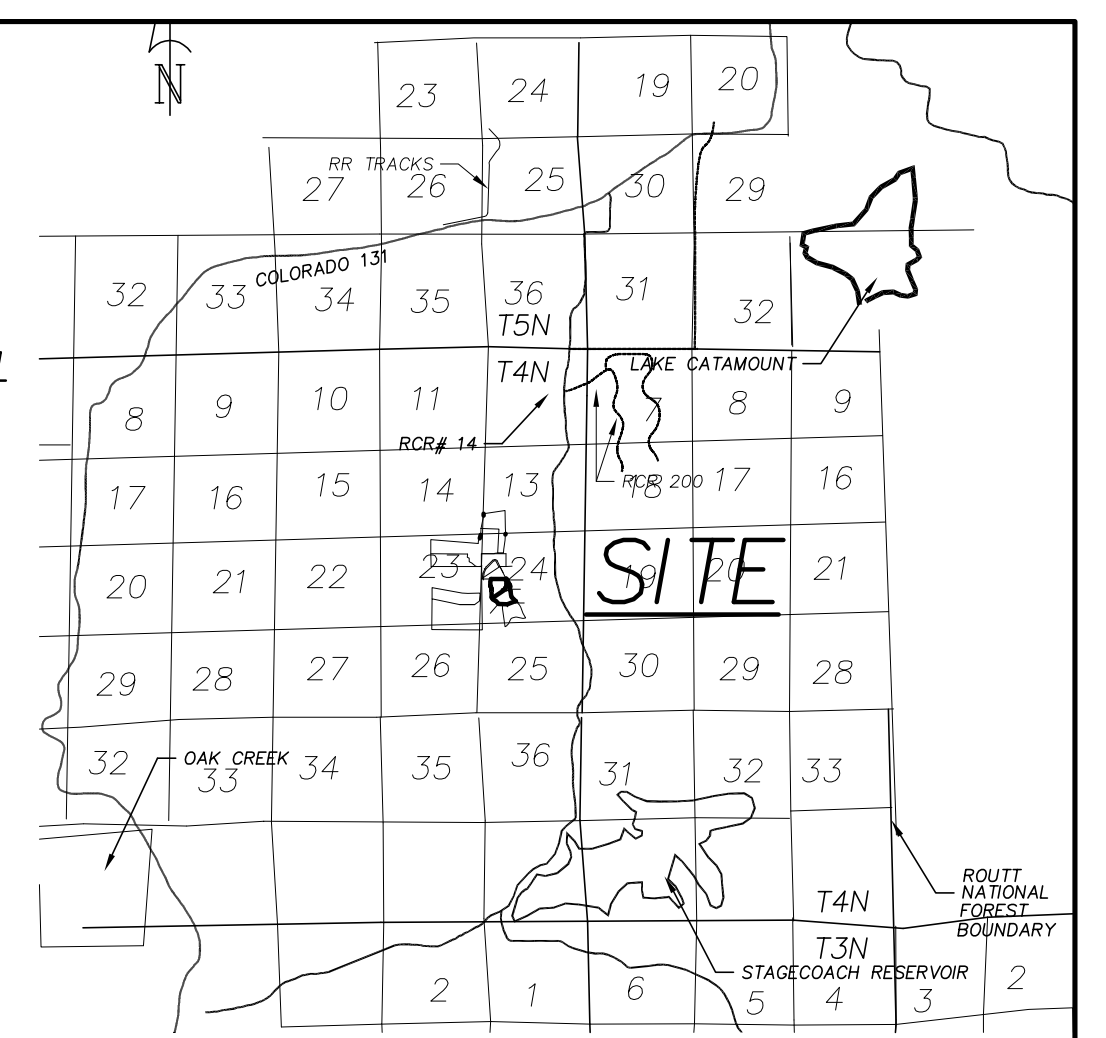 N
23 24 19 20
RR TRACKS
27 26 25 30 29
COLORADO 131
32 33 34 35 36 31 32
T5N
T4N
LAKE CATAMOUNT
8 9 10 11 7 8 9
RCR# 14
RCR 200
17 16 15 14 13 18 17 16
SITE
20 21 22 23 24 19 20 21
29 28 27 26 25 30 29 28
OAK CREEK
32 33 34 35 36 31 32 33
ROUTT
NATIONAL
FOREST
BOUNDARY
T4N
T3N
STAGECOACH RESERVOIR
2 1 6 5 4 3 2